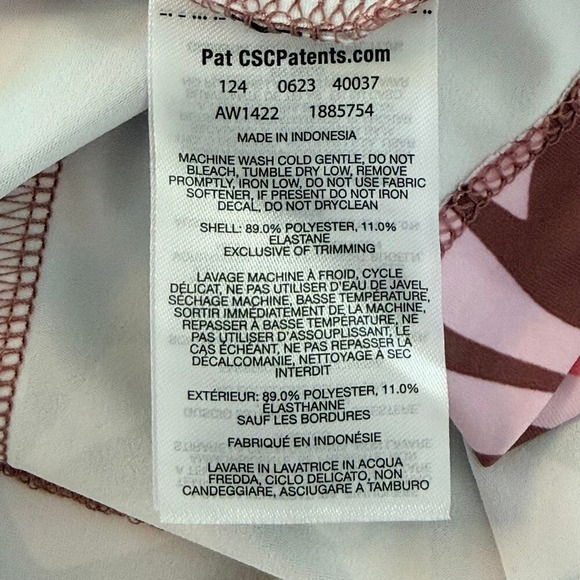 Pat CSCPatents.com
124 0623 40037
AW1422 1885754
MADE IN INDONESIA
MACHINE WASH COLD GENTLE, DO NOT
BLEACH, TUMBLE DRY LOW, REMOVE
PROMPTLY, IRON LOW, DO NOT USE FABRIC
SOFTENER, IF PRESENT DO NOT IRON
DECAL, DO NOT DRYCLEAN
SHELL: 89.0% POLYESTER, 11.0%
ELASTANE
EXCLUSIVE OF TRIMMING
LAVAGE MACHINE À FROID, CYCLE
DÉLICAT, NE PAS UTILISER D'EAU DE JAVEL,
SÉCHAGE MACHINE, BASSE TEMPÉRATURE,
SORTIR IMMÉDIATEMENT DE LA MACHINE,
REPASSER À BASSE TEMPÉRATURE, NE
PAS UTILISER D'ASSOUPLISSANT, LE
CAS ÉCHÉANT, NE PAS REPASSER LA
DÉCALCOMANIE, NETTOYAGE À SEC
INTERDIT
EXTÉRIEUR: 89.0% POLYESTER, 11.0%
ÉLASTHANNE
SAUF LES BORDURES
FABRIQUÉ EN INDONÉSIE
LAVARE IN LAVATRICE IN ACQUA
FREDDA, CICLO DELICATO, NON
CANDEGGIARE, ASCIUGARE A TAMBURO